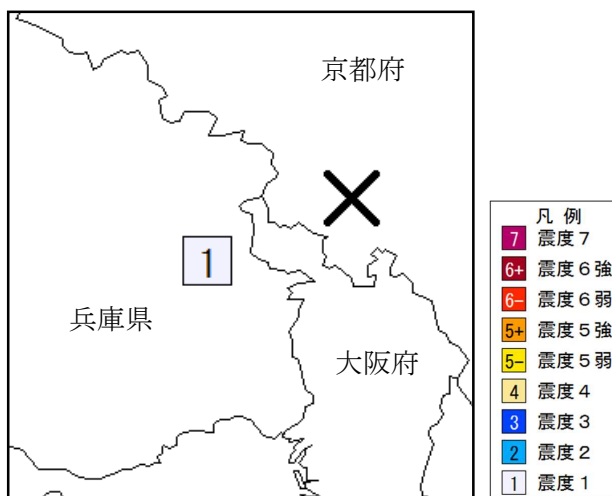 京都府
1
兵庫県
大阪府
凡 例
7 震度７
6+ 震度６強
6- 震度６弱
5+ 震度５強
5- 震度５弱
4 震度４
3 震度３
2 震度２
1 震度１